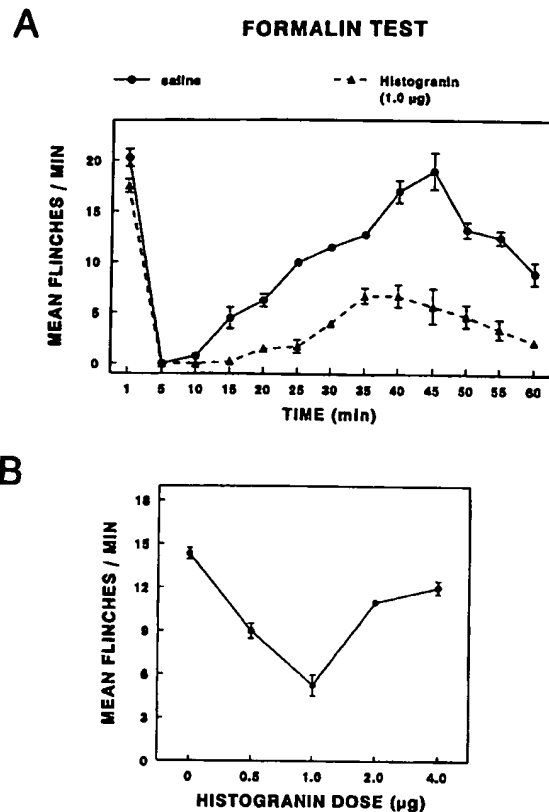 A
FORMALIN TEST
saline
Histogranin
(1.0 µg)
MEAN FLINCHES / MIN
20
15
10
5
0
1 5 10 15 20 25 30 35 40 45 50 55 60
TIME (min)
B
MEAN FLINCHES / MIN
18
15
12
9
6
3
0
0 0.5 1.0 2.0 4.0
HISTOGRANIN DOSE (µg)